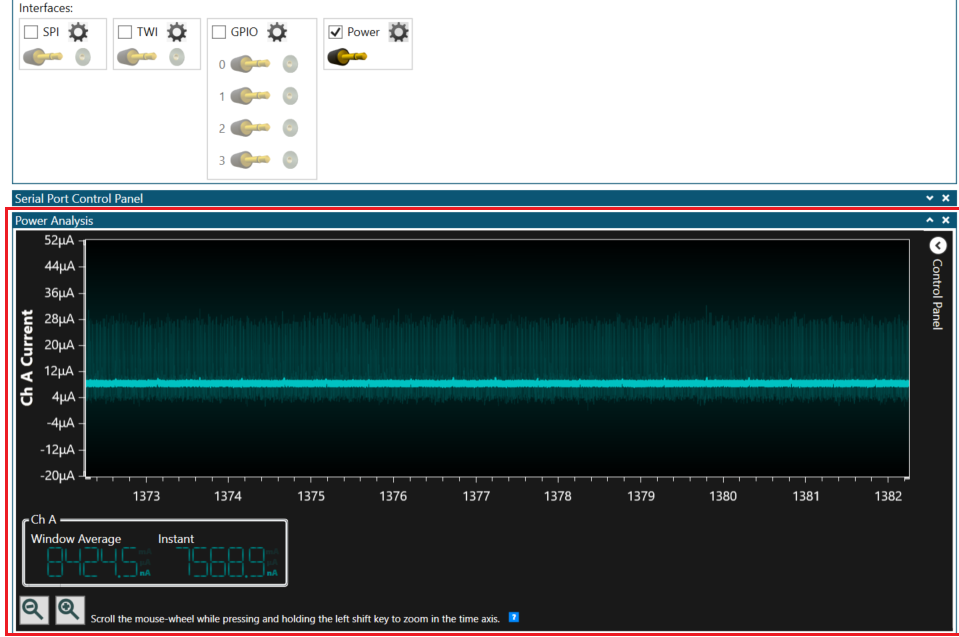 Interfaces:
SPI
TWI
GPIO
Power
0
1
2
3
Serial Port Control Panel
Power Analysis
52µA
44µA
36µA
28µA
20µA
12µA
4µA
-4µA
-12µA
-20µA
Ch A Current
1373 1374 1375 1376 1377 1378 1379 1380 1381 1382
Control Panel
Ch A
Window Average Instant
8424.5 nA 7568.9 nA
Scroll the mouse-wheel while pressing and holding the left shift key to zoom in the time axis. ?